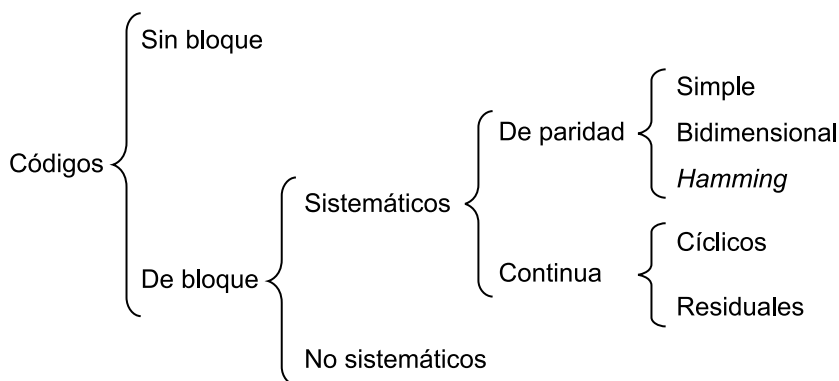 Sin bloque
Simple
De paridad
Bidimensional
Códigos
Hamming
Sistemáticos
Cíclicos
De bloque
Continua
Residuales
No sistemáticos